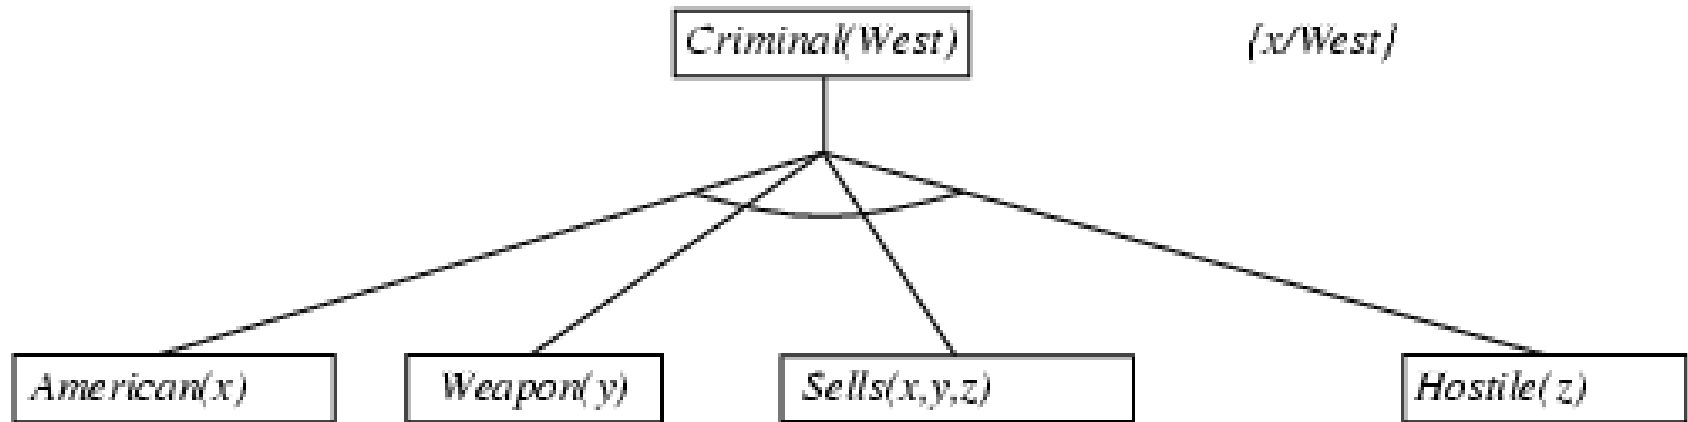 Criminal(West)
{x/West}
American(x)
Weapon(y)
Sells(x,y,z)
Hostile(z)